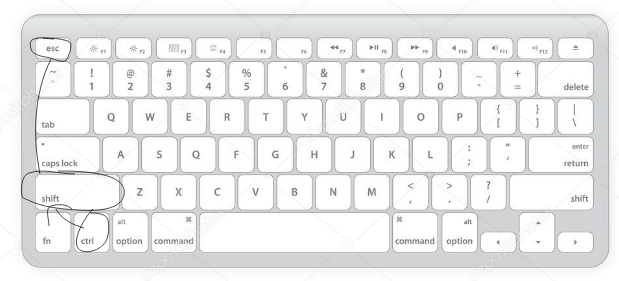 esc F1 F2 F3 F4 F5 F6 F7 F8 F9 F10 F11 F12
~ ! @ # $ % ˆ & * ( ) _ +
` 1 2 3 4 5 6 7 8 9 0 - = delete
tab Q W E R T Y U I O P { [ } ] | \
caps lock A S Q F G H J K L : ; “ ‘ enter return
shift Z X C V B N M < , > . ? / shift
fn ctrl alt option ⌘ command ⌘ command alt option